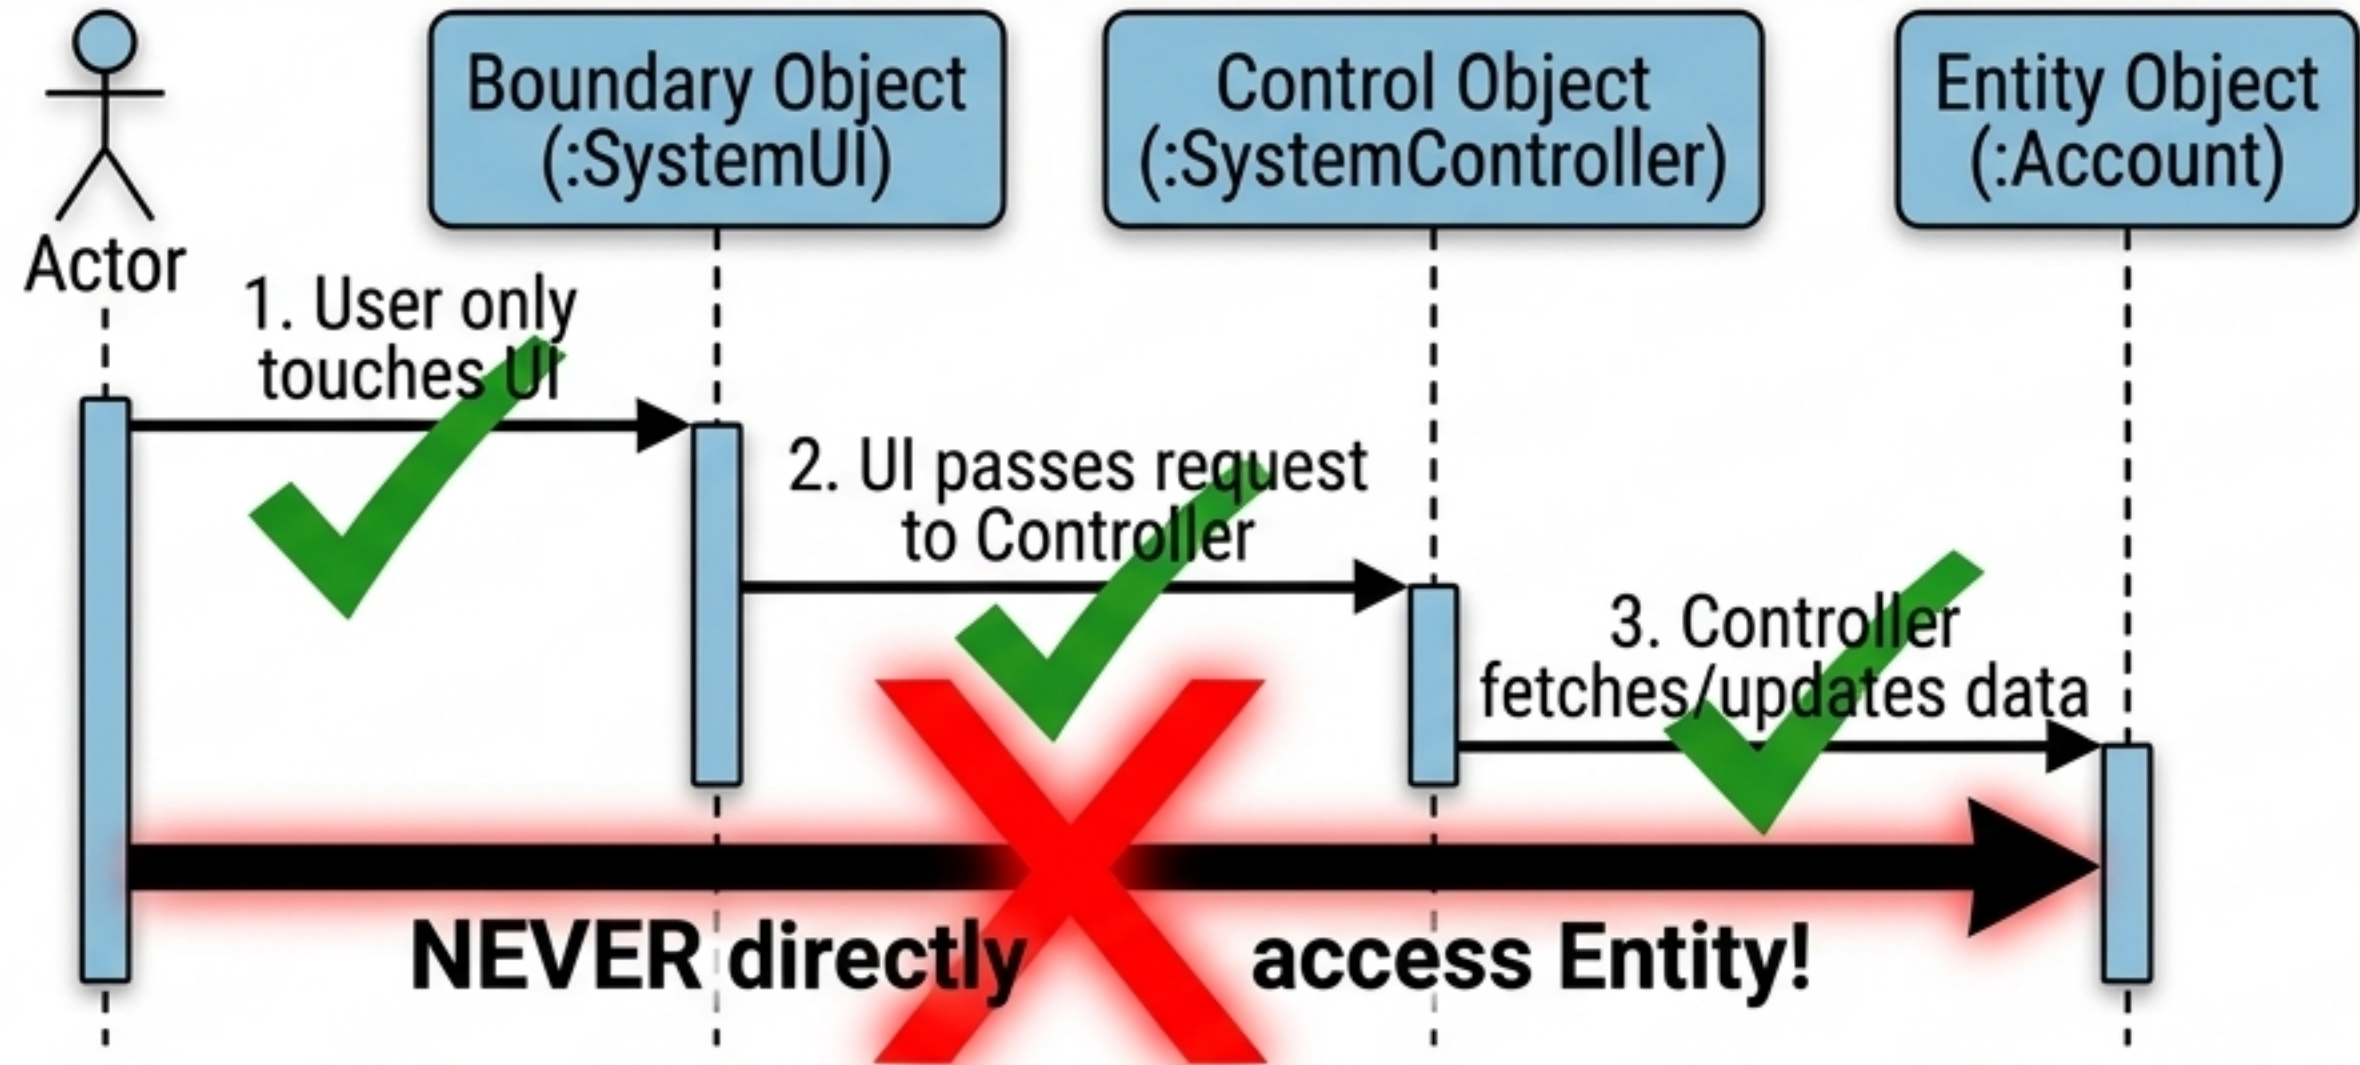 Boundary Object
(:SystemUI)
Control Object
(:SystemController)
Entity Object
(:Account)
Actor
1. User only
touches UI
2. UI passes request
to Controller
3. Controller
fetches/updates data
NEVER directly access Entity!